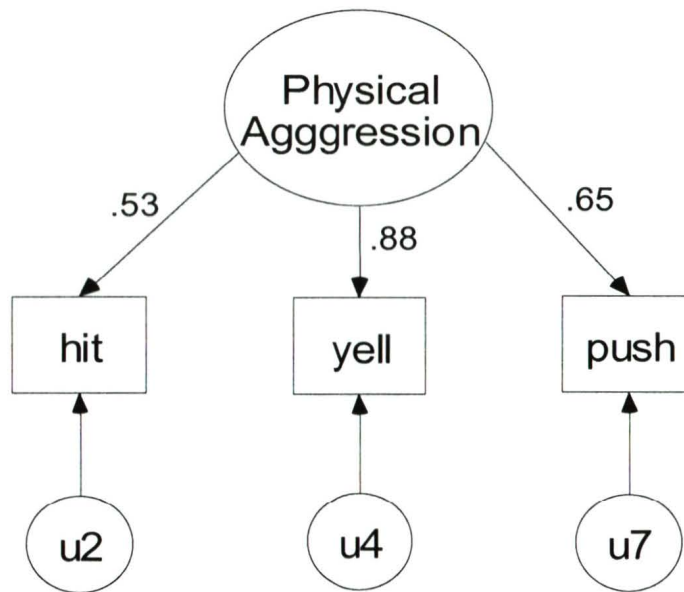 Physical
Agggression
.53
.88
.65
hit
yell
push
u2
u4
u7